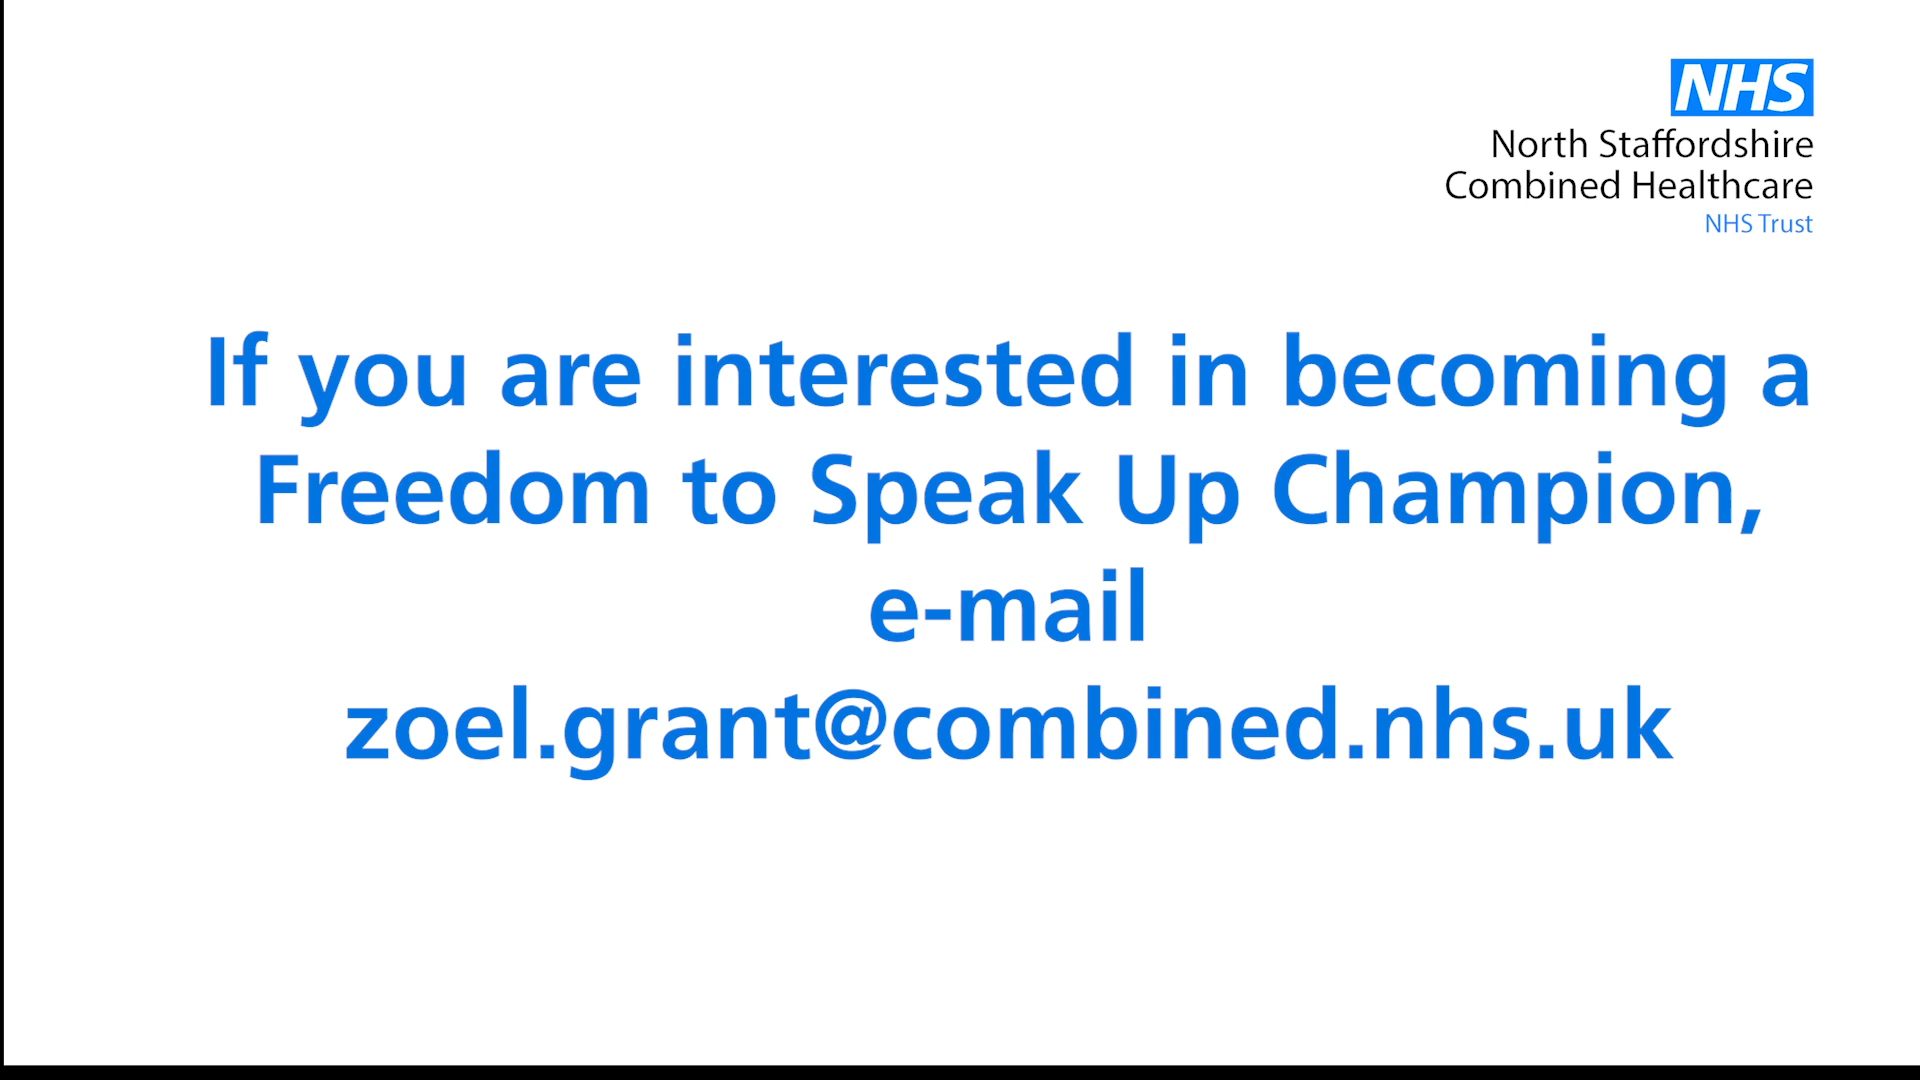 NHS
North Staffordshire
Combined Healthcare
NHS Trust
If you are interested in becoming a
Freedom to Speak Up Champion,
e-mail
zoel.grant@combined.nhs.uk